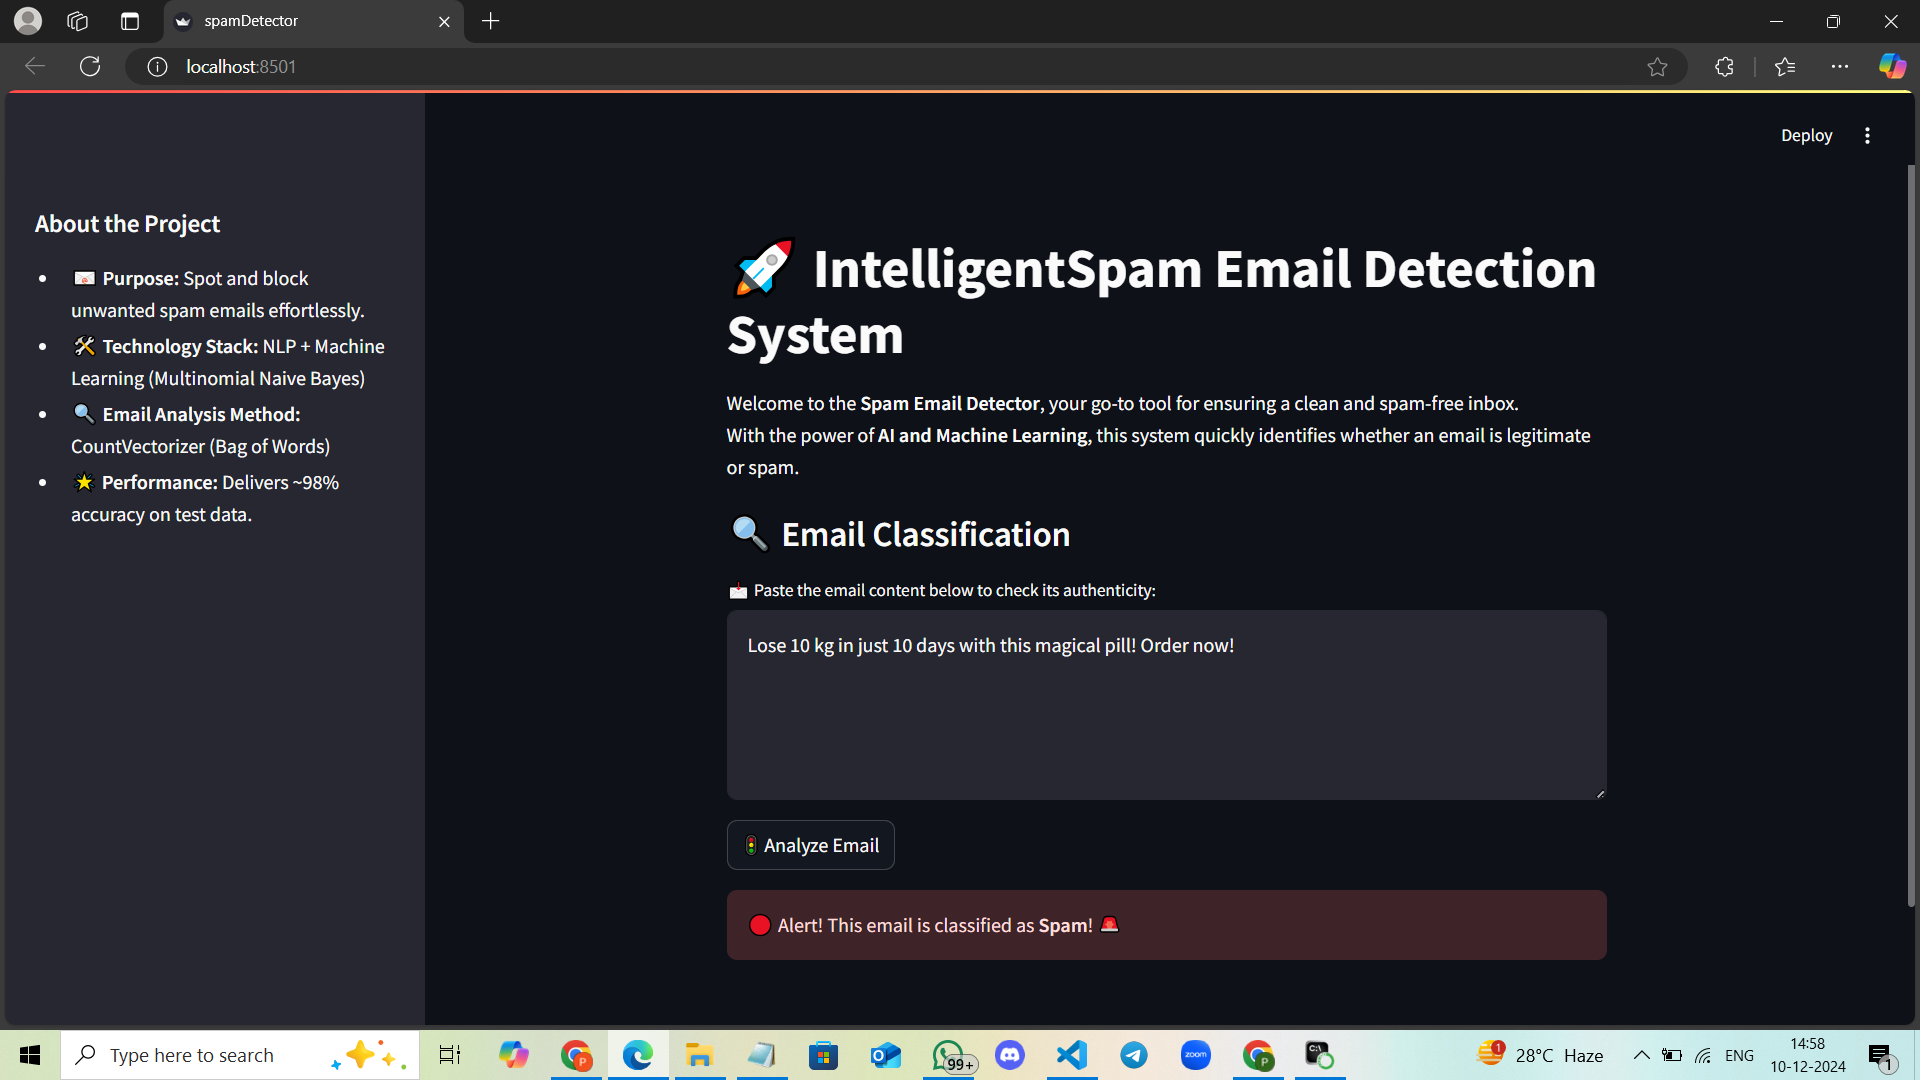 spamDetector
localhost:8501
Deploy
About the Project
Purpose: Spot and block
unwanted spam emails effortlessly.
Technology Stack: NLP + Machine
Learning (Multinomial Naive Bayes)
Email Analysis Method:
CountVectorizer (Bag of Words)
Performance: Delivers ~98%
accuracy on test data.
IntelligentSpam Email Detection
System
Welcome to the Spam Email Detector, your go-to tool for ensuring a clean and spam-free inbox.
With the power of AI and Machine Learning, this system quickly identifies whether an email is legitimate
or spam.
Email Classification
Paste the email content below to check its authenticity:
Lose 10 kg in just 10 days with this magical pill! Order now!
Analyze Email
Alert! This email is classified as Spam!
Type here to search
P
99+
zoom
P
C:\
1
28°C Haze
ENG
14:58
10-12-2024
1